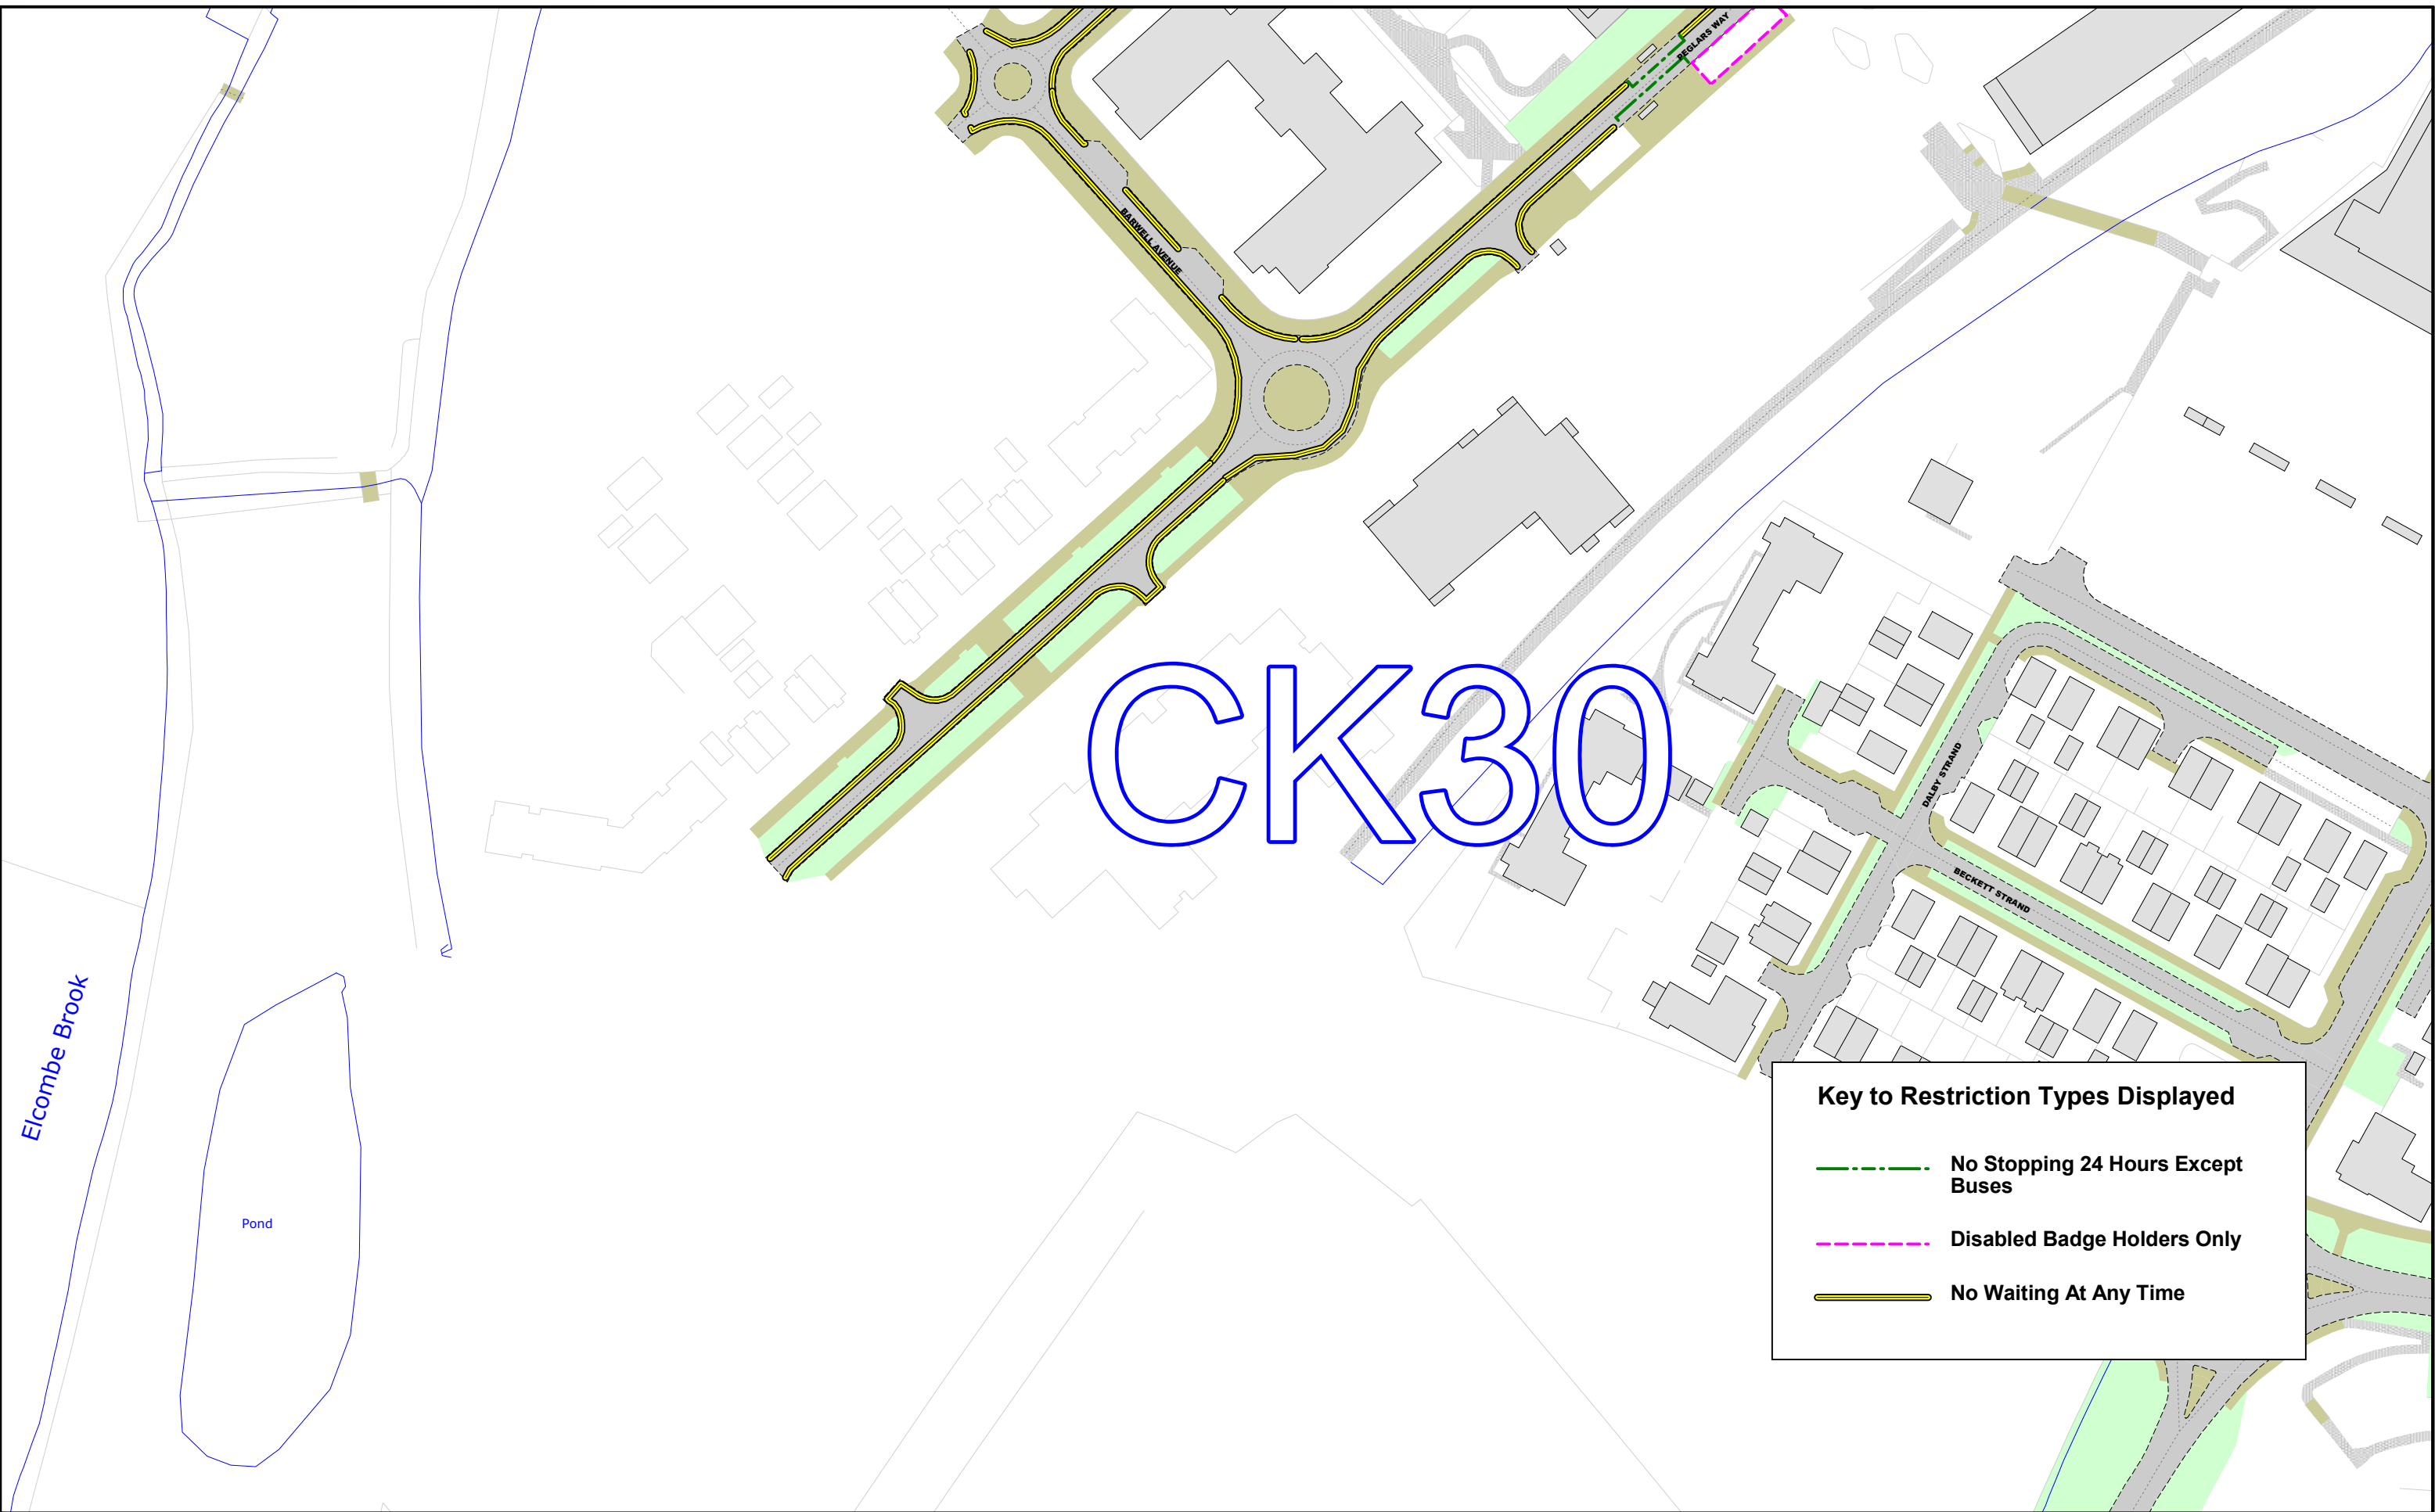 PEGLARS WAY
BARWELL AVENUE
CK30
DALBY STRAND
BECKETT STRAND
Elcombe Brook
Pond
Key to Restriction Types Displayed
No Stopping 24 Hours Except
Buses
Disabled Badge Holders Only
No Waiting At Any Time